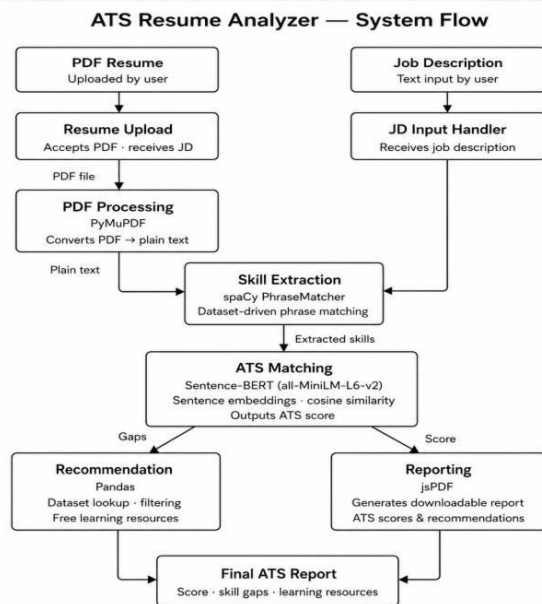 ATS Resume Analyzer — System Flow
PDF Resume
Uploaded by user
Job Description
Text input by user
Resume Upload
Accepts PDF · receives JD
JD Input Handler
Receives job description
PDF file
PDF Processing
PyMuPDF
Converts PDF → plain text
Plain text
Skill Extraction
spaCy PhraseMatcher
Dataset-driven phrase matching
Extracted skills
ATS Matching
Sentence-BERT (all-MiniLM-L6-v2)
Sentence embeddings · cosine similarity
Outputs ATS score
Gaps
Score
Recommendation
Pandas
Dataset lookup · filtering
Free learning resources
Reporting
jsPDF
Generates downloadable report
ATS scores & recommendations
Final ATS Report
Score · skill gaps · learning resources